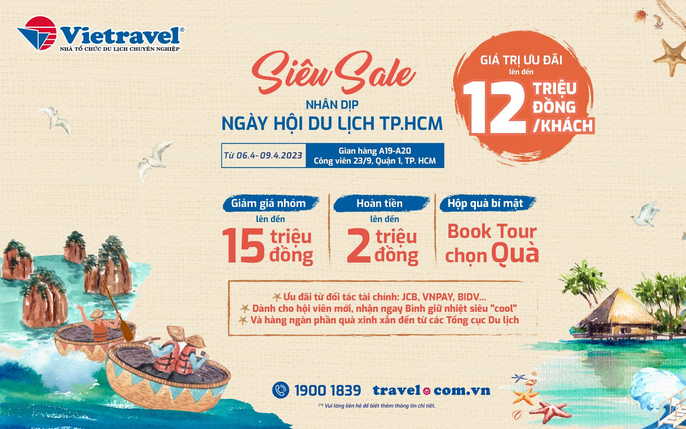 Vietravel®
NHÀ TỔ CHỨC DU LỊCH CHUYÊN NGHIỆP
Siêu Sale
NHÂN DỊP
NGÀY HỘI DU LỊCH TP.HCM
Từ 06.4-09.4.2023
Gian hàng A19-A20
Công viên 23/9, Quận 1, TP. HCM
GIÁ TRỊ ƯU ĐÃI
lên đến
12 TRIỆU
ĐỒNG
/KHÁCH
Giảm giá nhóm
lên đến
15 triệu
đồng
Hoàn tiền
lên đến
2 triệu
đồng
Hộp quà bí mật
Book Tour
chọn Quà
Ưu đãi từ đối tác tài chính: JCB, VNPAY, BIDV...
Dành cho hội viên mới, nhận ngay Bình giữ nhiệt siêu "cool"
Và hàng ngàn phần quà xinh xắn đến từ các Tổng cục Du lịch
1900 1839 travel.com.vn
(*) Vui lòng liên hệ để biết thêm thông tin chi tiết.